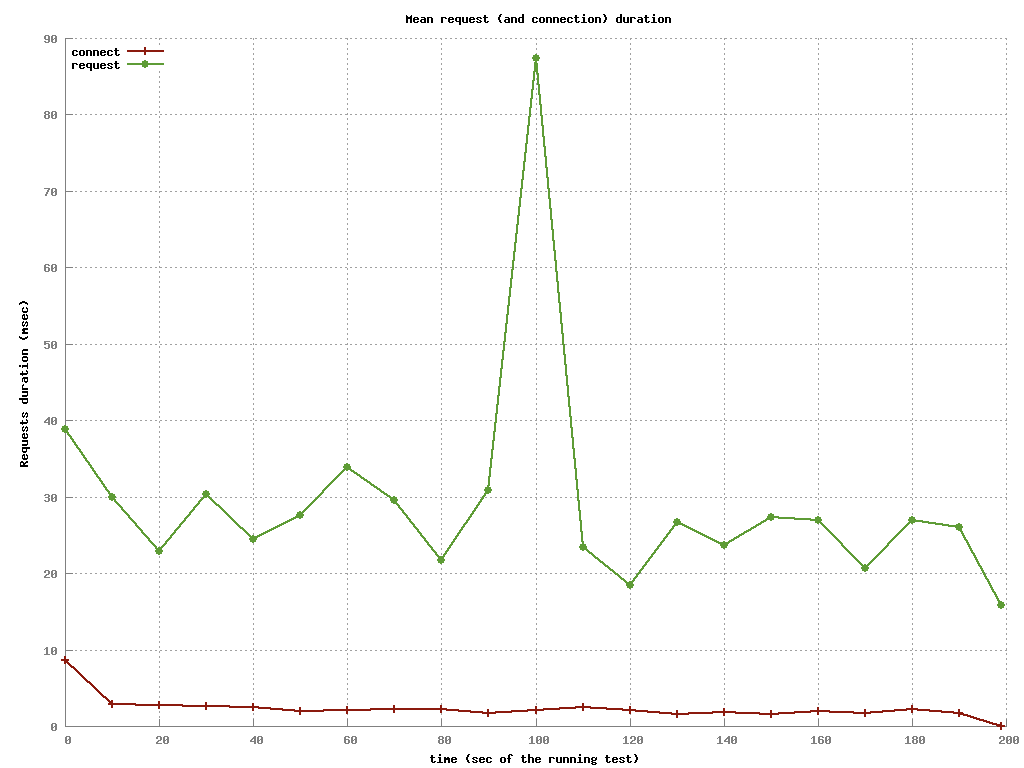 Mean request (and connection) duration
connect
request
90
80
70
60
50
40
30
20
10
0
Requests duration (msec)
0 20 40 60 80 100 120 140 160 180 200
time (sec of the running test)